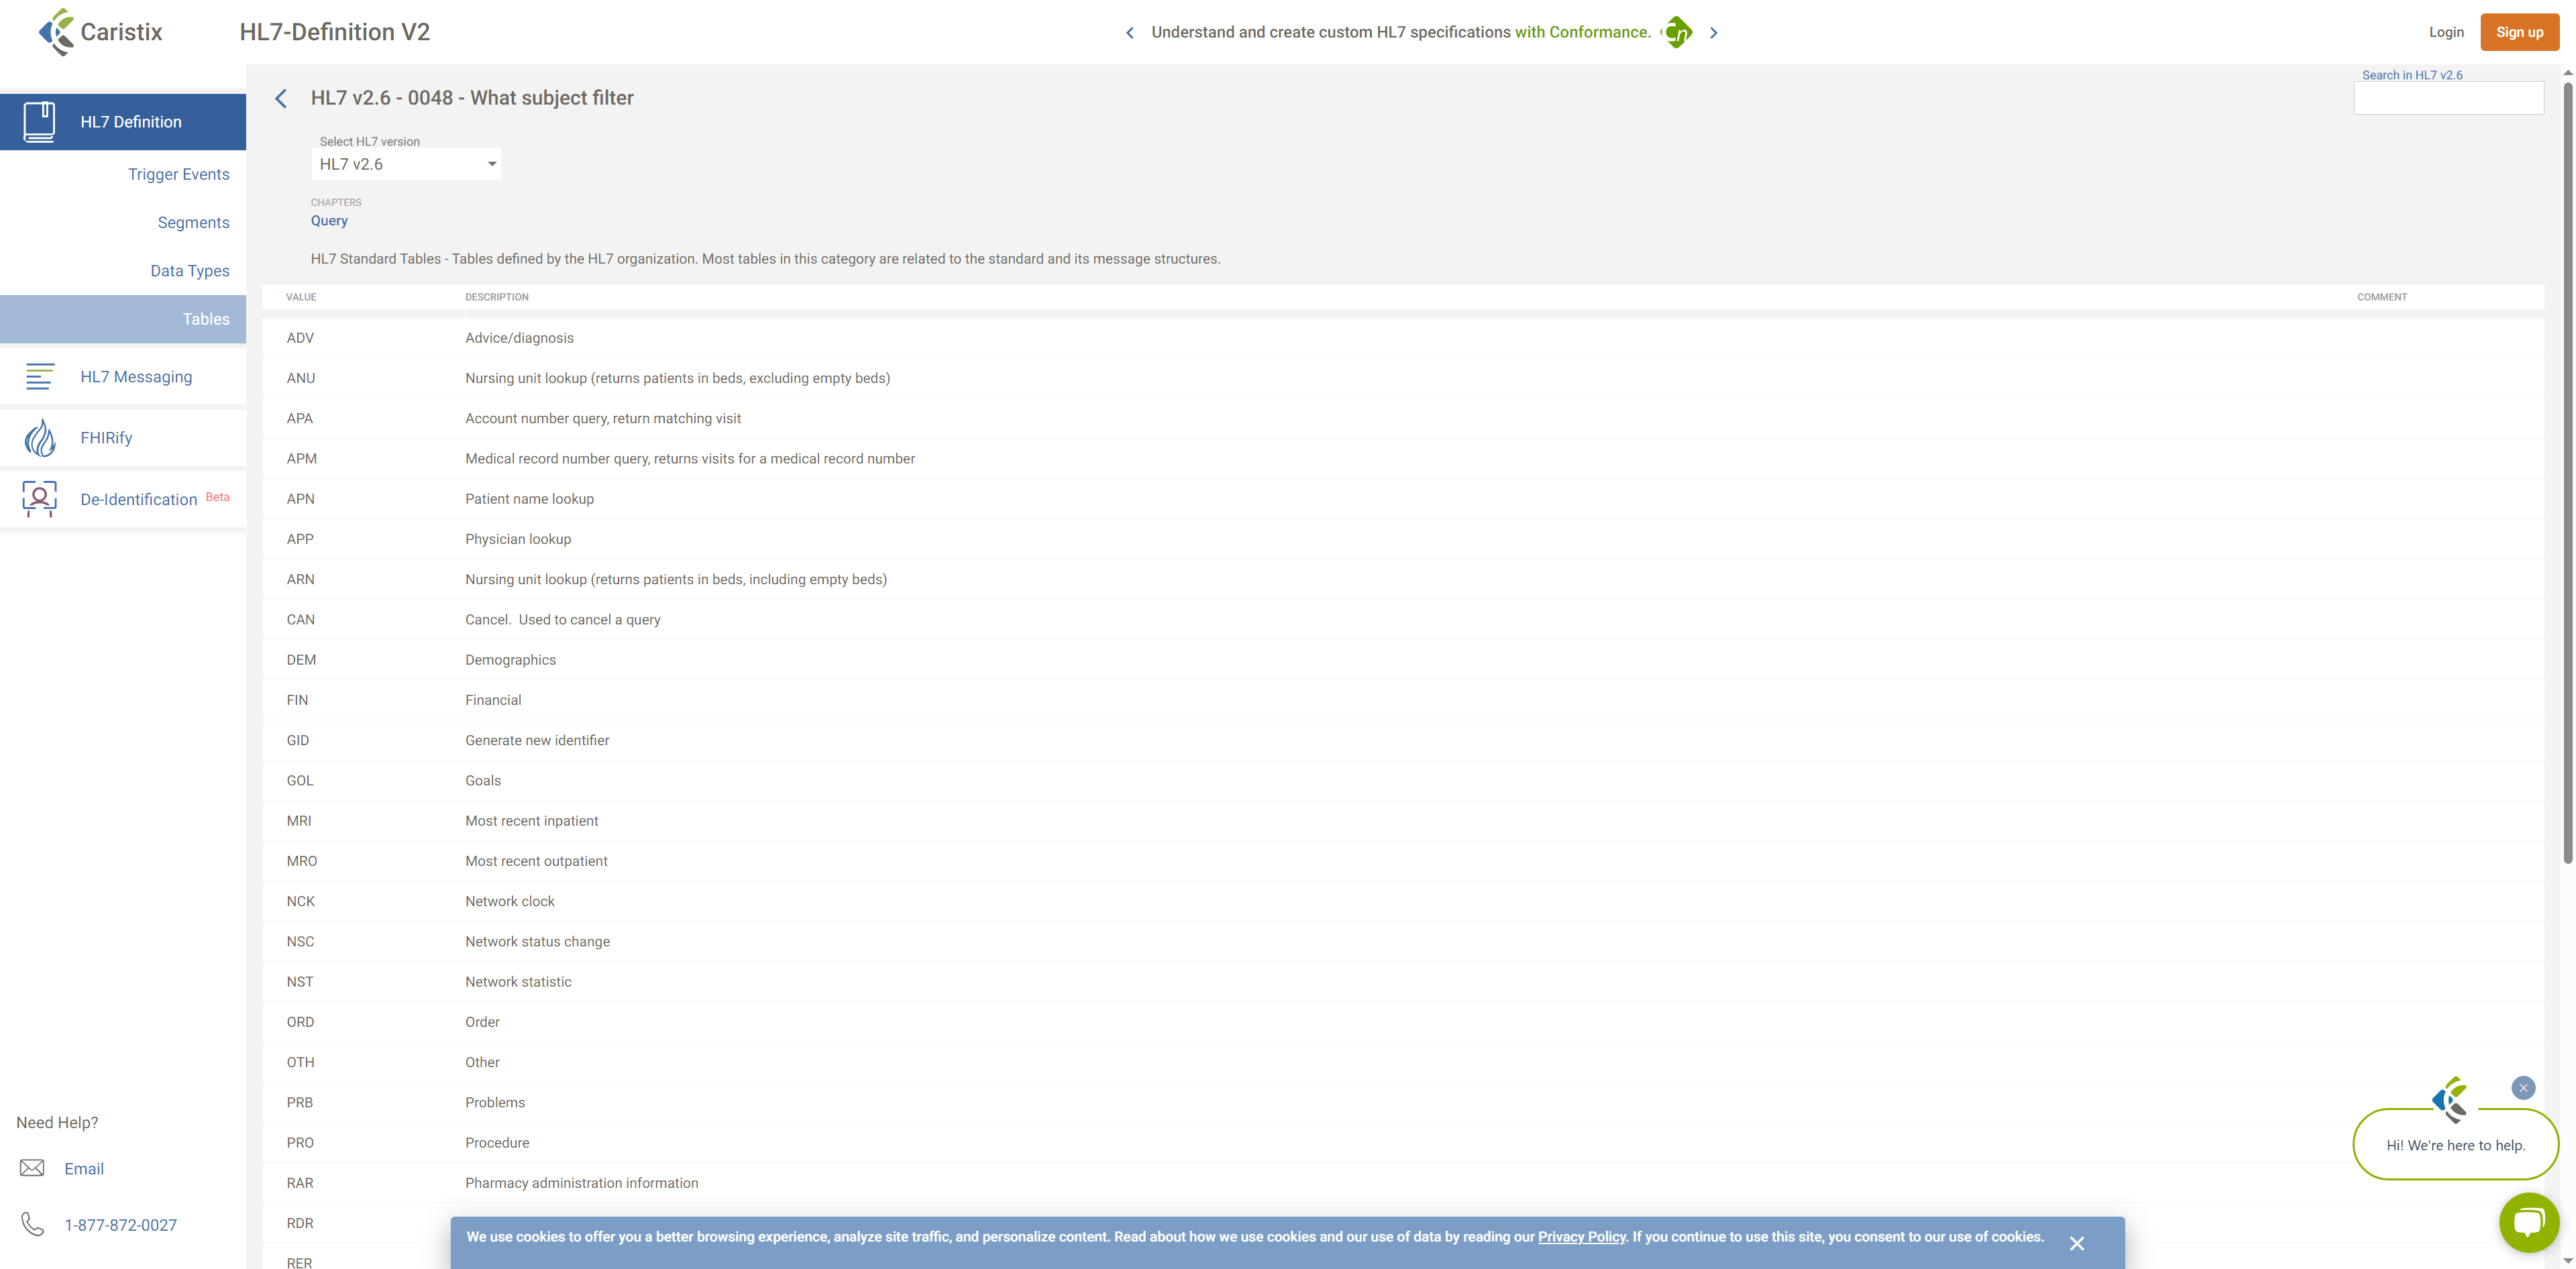 Caristix
HL7-Definition V2
Understand and create custom HL7 specifications with Conformance. Cn
Login
Sign up
HL7 Definition
Trigger Events
Segments
Data Types
Tables
HL7 Messaging
FHIRify
De-Identification Beta
Need Help?
Email
1-877-872-0027
HL7 v2.6 - 0048 - What subject filter
Search in HL7 v2.6
Select HL7 version
HL7 v2.6
CHAPTERS
Query
HL7 Standard Tables - Tables defined by the HL7 organization. Most tables in this category are related to the standard and its message structures.
VALUE DESCRIPTION COMMENT
ADV Advice/diagnosis
ANU Nursing unit lookup (returns patients in beds, excluding empty beds)
APA Account number query, return matching visit
APM Medical record number query, returns visits for a medical record number
APN Patient name lookup
APP Physician lookup
ARN Nursing unit lookup (returns patients in beds, including empty beds)
CAN Cancel.  Used to cancel a query
DEM Demographics
FIN Financial
GID Generate new identifier
GOL Goals
MRI Most recent inpatient
MRO Most recent outpatient
NCK Network clock
NSC Network status change
NST Network statistic
ORD Order
OTH Other
PRB Problems
PRO Procedure
RAR Pharmacy administration information
RDR
RER
Hi! We're here to help.
We use cookies to offer you a better browsing experience, analyze site traffic, and personalize content. Read about how we use cookies and our use of data by reading our Privacy Policy. If you continue to use this site, you consent to our use of cookies.